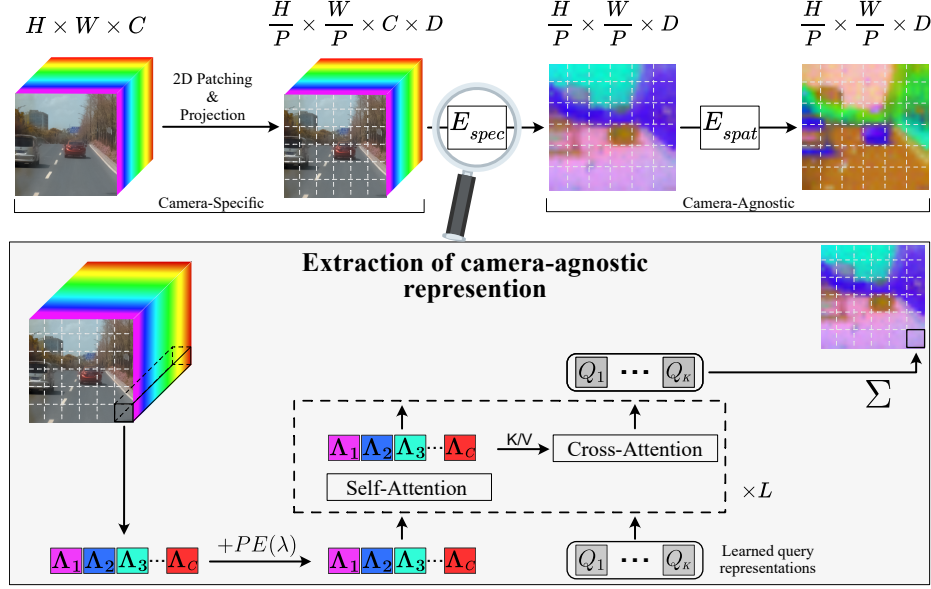 H × W × C
H/P × W/P × C × D
H/P × W/P × D
H/P × W/P × D
2D Patching
&
Projection
E_spec
E_spat
Camera-Specific
Camera-Agnostic
Extraction of camera-agnostic
represention
Q_1 ··· Q_K
Σ
Λ_1 Λ_2 Λ_3 ··· Λ_C
K/V
Cross-Attention
Self-Attention
×L
Λ_1 Λ_2 Λ_3 ··· Λ_C
+PE(λ)
Λ_1 Λ_2 Λ_3 ··· Λ_C
Q_1 ··· Q_K
Learned query
representations